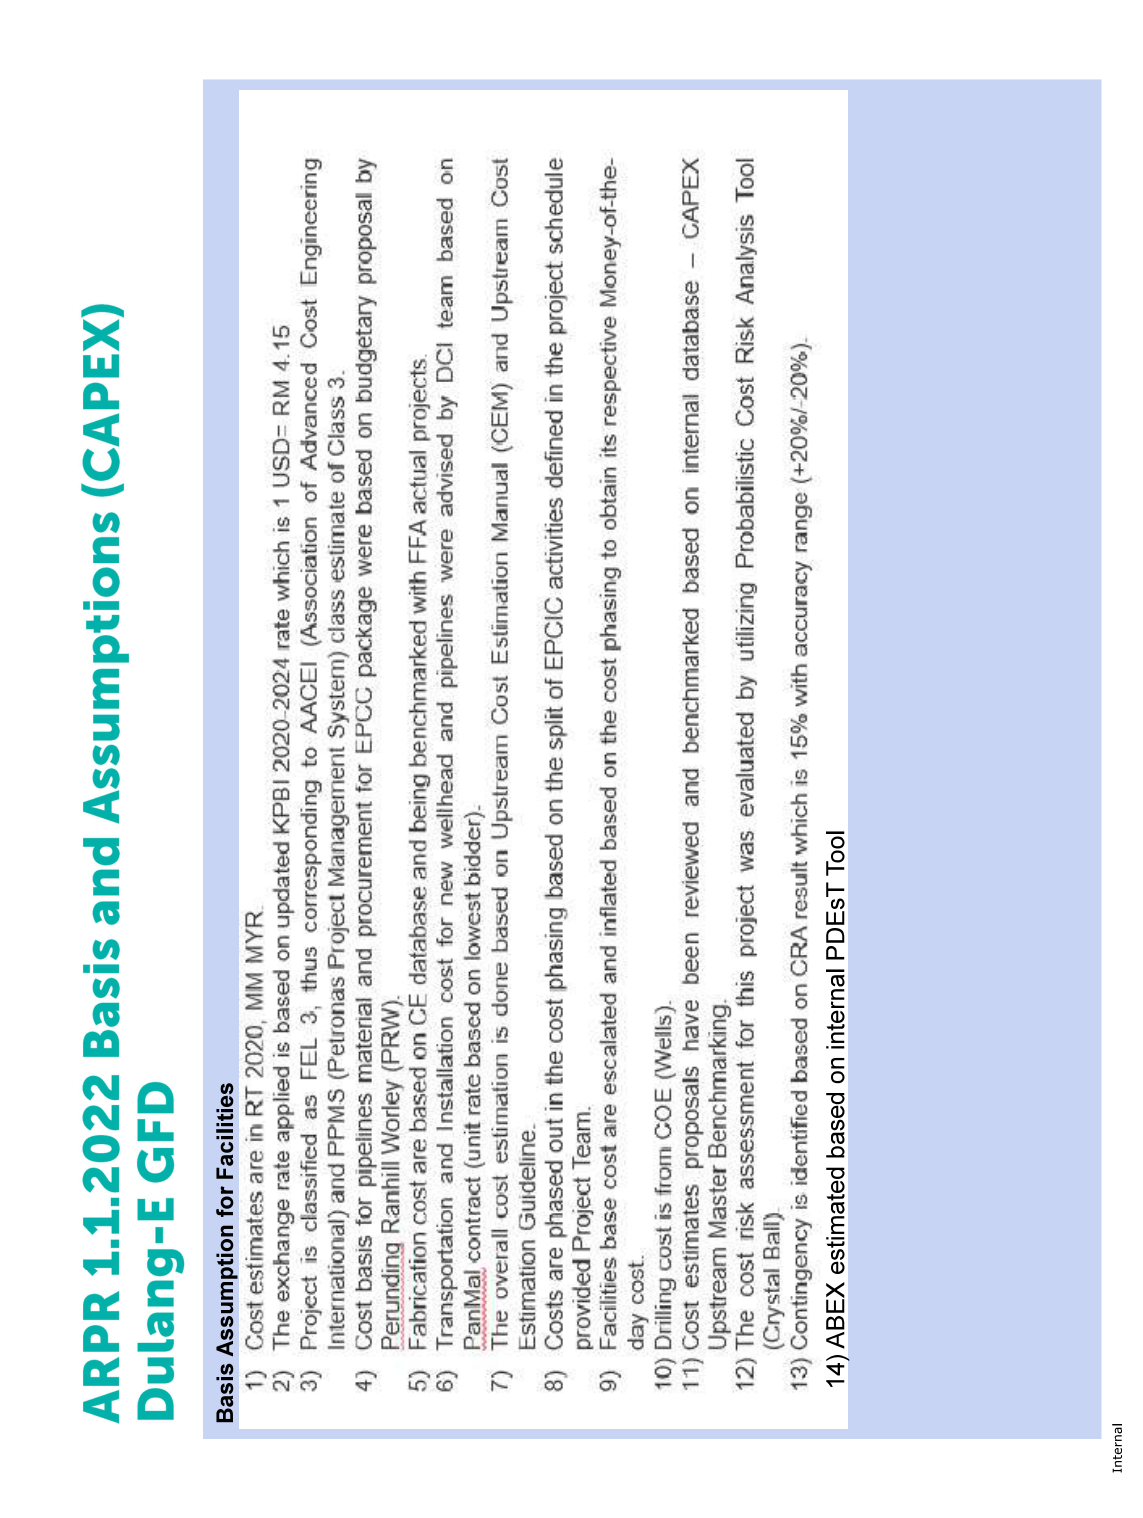 ARPR 1.1.2022 Basis and Assumptions (CAPEX)
Dulang-E GFD
Basis Assumption for Facilities
1) Cost estimates are in RT 2020, MM MYR.
2) The exchange rate applied is based on updated KPBI 2020-2024 rate which is 1 USD= RM 4.15
3) Project is classified as FEL 3, thus corresponding to AACEI (Association of Advanced Cost Engineering
International) and PPMS (Petronas Project Management System) class estimate of Class 3.
4) Cost basis for pipelines material and procurement for EPCC package were based on budgetary proposal by
Perunding Ranhill Worley (PRW).
5) Fabrication cost are based on CE database and being benchmarked with FFA actual projects.
6) Transportation and Installation cost for new wellhead and pipelines were advised by DCI team based on
PanMal contract (unit rate based on lowest bidder).
7) The overall cost estimation is done based on Upstream Cost Estimation Manual (CEM) and Upstream Cost
Estimation Guideline.
8) Costs are phased out in the cost phasing based on the split of EPCIC activities defined in the project schedule
provided Project Team.
9) Facilities base cost are escalated and inflated based on the cost phasing to obtain its respective Money-of-the-
day cost.
10) Drilling cost is from COE (Wells).
11) Cost estimates proposals have been reviewed and benchmarked based on internal database – CAPEX
Upstream Master Benchmarking.
12) The cost risk assessment for this project was evaluated by utilizing Probabilistic Cost Risk Analysis Tool
(Crystal Ball).
13) Contingency is identified based on CRA result which is 15% with accuracy range (+20%/-20%).
14) ABEX estimated based on internal PDEsT Tool
Internal